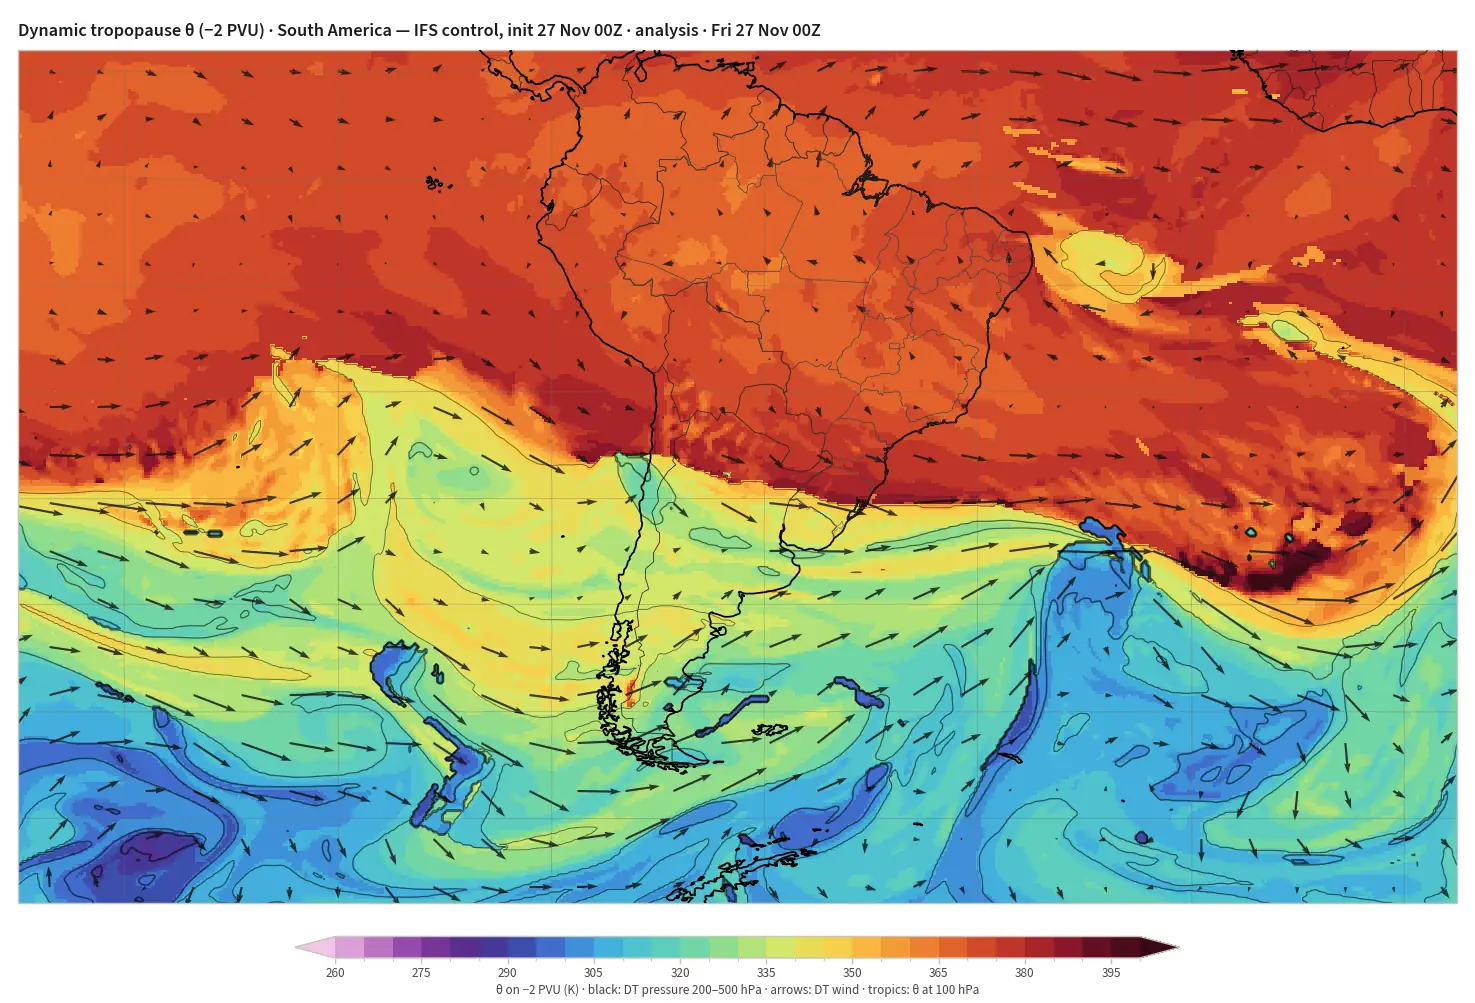 Dynamic tropopause θ (−2 PVU) · South America — IFS control, init 27 Nov 00Z · analysis · Fri 27 Nov 00Z
260 275 290 305 320 335 350 365 380 395
θ on −2 PVU (K) · black: DT pressure 200–500 hPa · arrows: DT wind · tropics: θ at 100 hPa